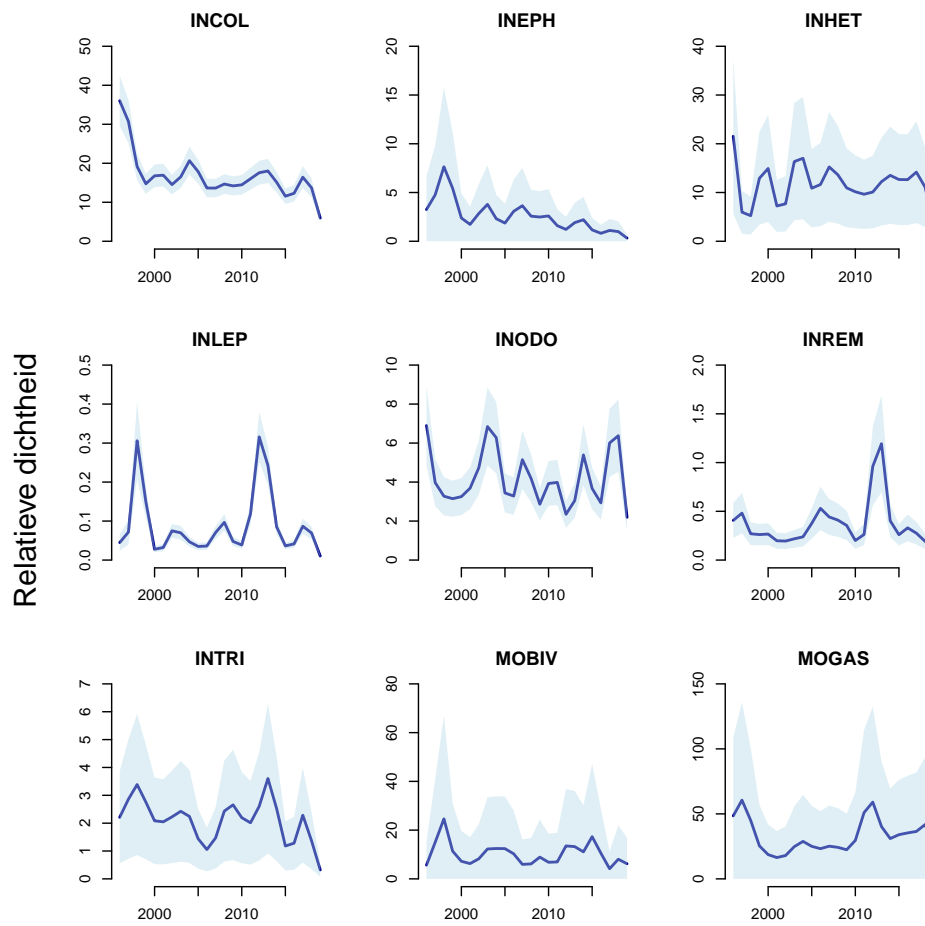 INCOL INEPH INHET
50 20 40
40 15 30
30 10 20
20 5 10
10 0 0
0
2000 2010 2000 2010 2000 2010
Relatieve dichtheid
INLEP INODO INREM
0.5 10 2.0
0.4 8 1.5
0.3 6 1.0
0.2 4 0.5
0.1 2 0.0
0.0 0
2000 2010 2000 2010 2000 2010
INTRI MOBIV MOGAS
7 80 150
6 60 100
5 40 50
4 20 0
3 0
2
1
0
2000 2010 2000 2010 2000 2010